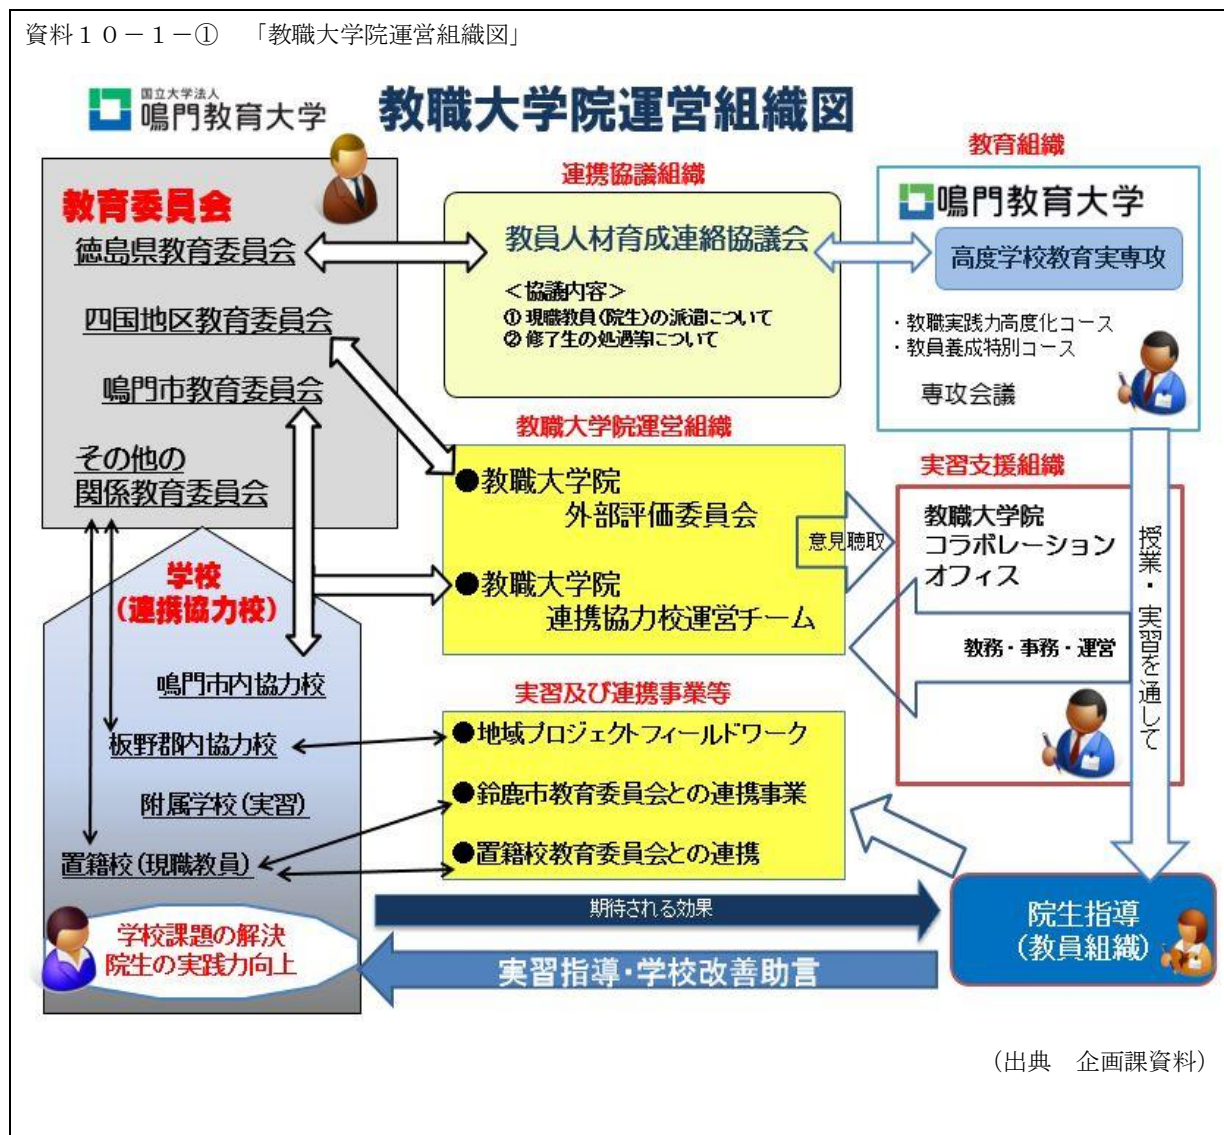 資料１０－１－① 「教職大学院運営組織図」
国立大学法人
鳴門教育大学
教職大学院運営組織図
教育委員会
徳島県教育委員会
四国地区教育委員会
鳴門市教育委員会
その他の
関係教育委員会
連携協議組織
教員人材育成連絡協議会
＜協議内容＞
① 現職教員(院生)の派遣について
② 修了生の処遇等について
教育組織
鳴門教育大学
高度学校教育実専攻
・教職実践力高度化コース
・教員養成特別コース
専攻会議
教職大学院運営組織
●教職大学院
外部評価委員会
●教職大学院
連携協力校運営チーム
意見聴取
実習支援組織
教職大学院
コラボレーション
オフィス
教務・事務・運営
授業・実習を通して
学校
(連携協力校)
鳴門市内協力校
板野郡内協力校
附属学校(実習)
置籍校(現職教員)
学校課題の解決
院生の実践力向上
実習及び連携事業等
●地域プロジェクトフィールドワーク
●鈴鹿市教育委員会との連携事業
●置籍校教育委員会との連携
期待される効果
実習指導・学校改善助言
院生指導
(教員組織)
（出典 企画課資料）